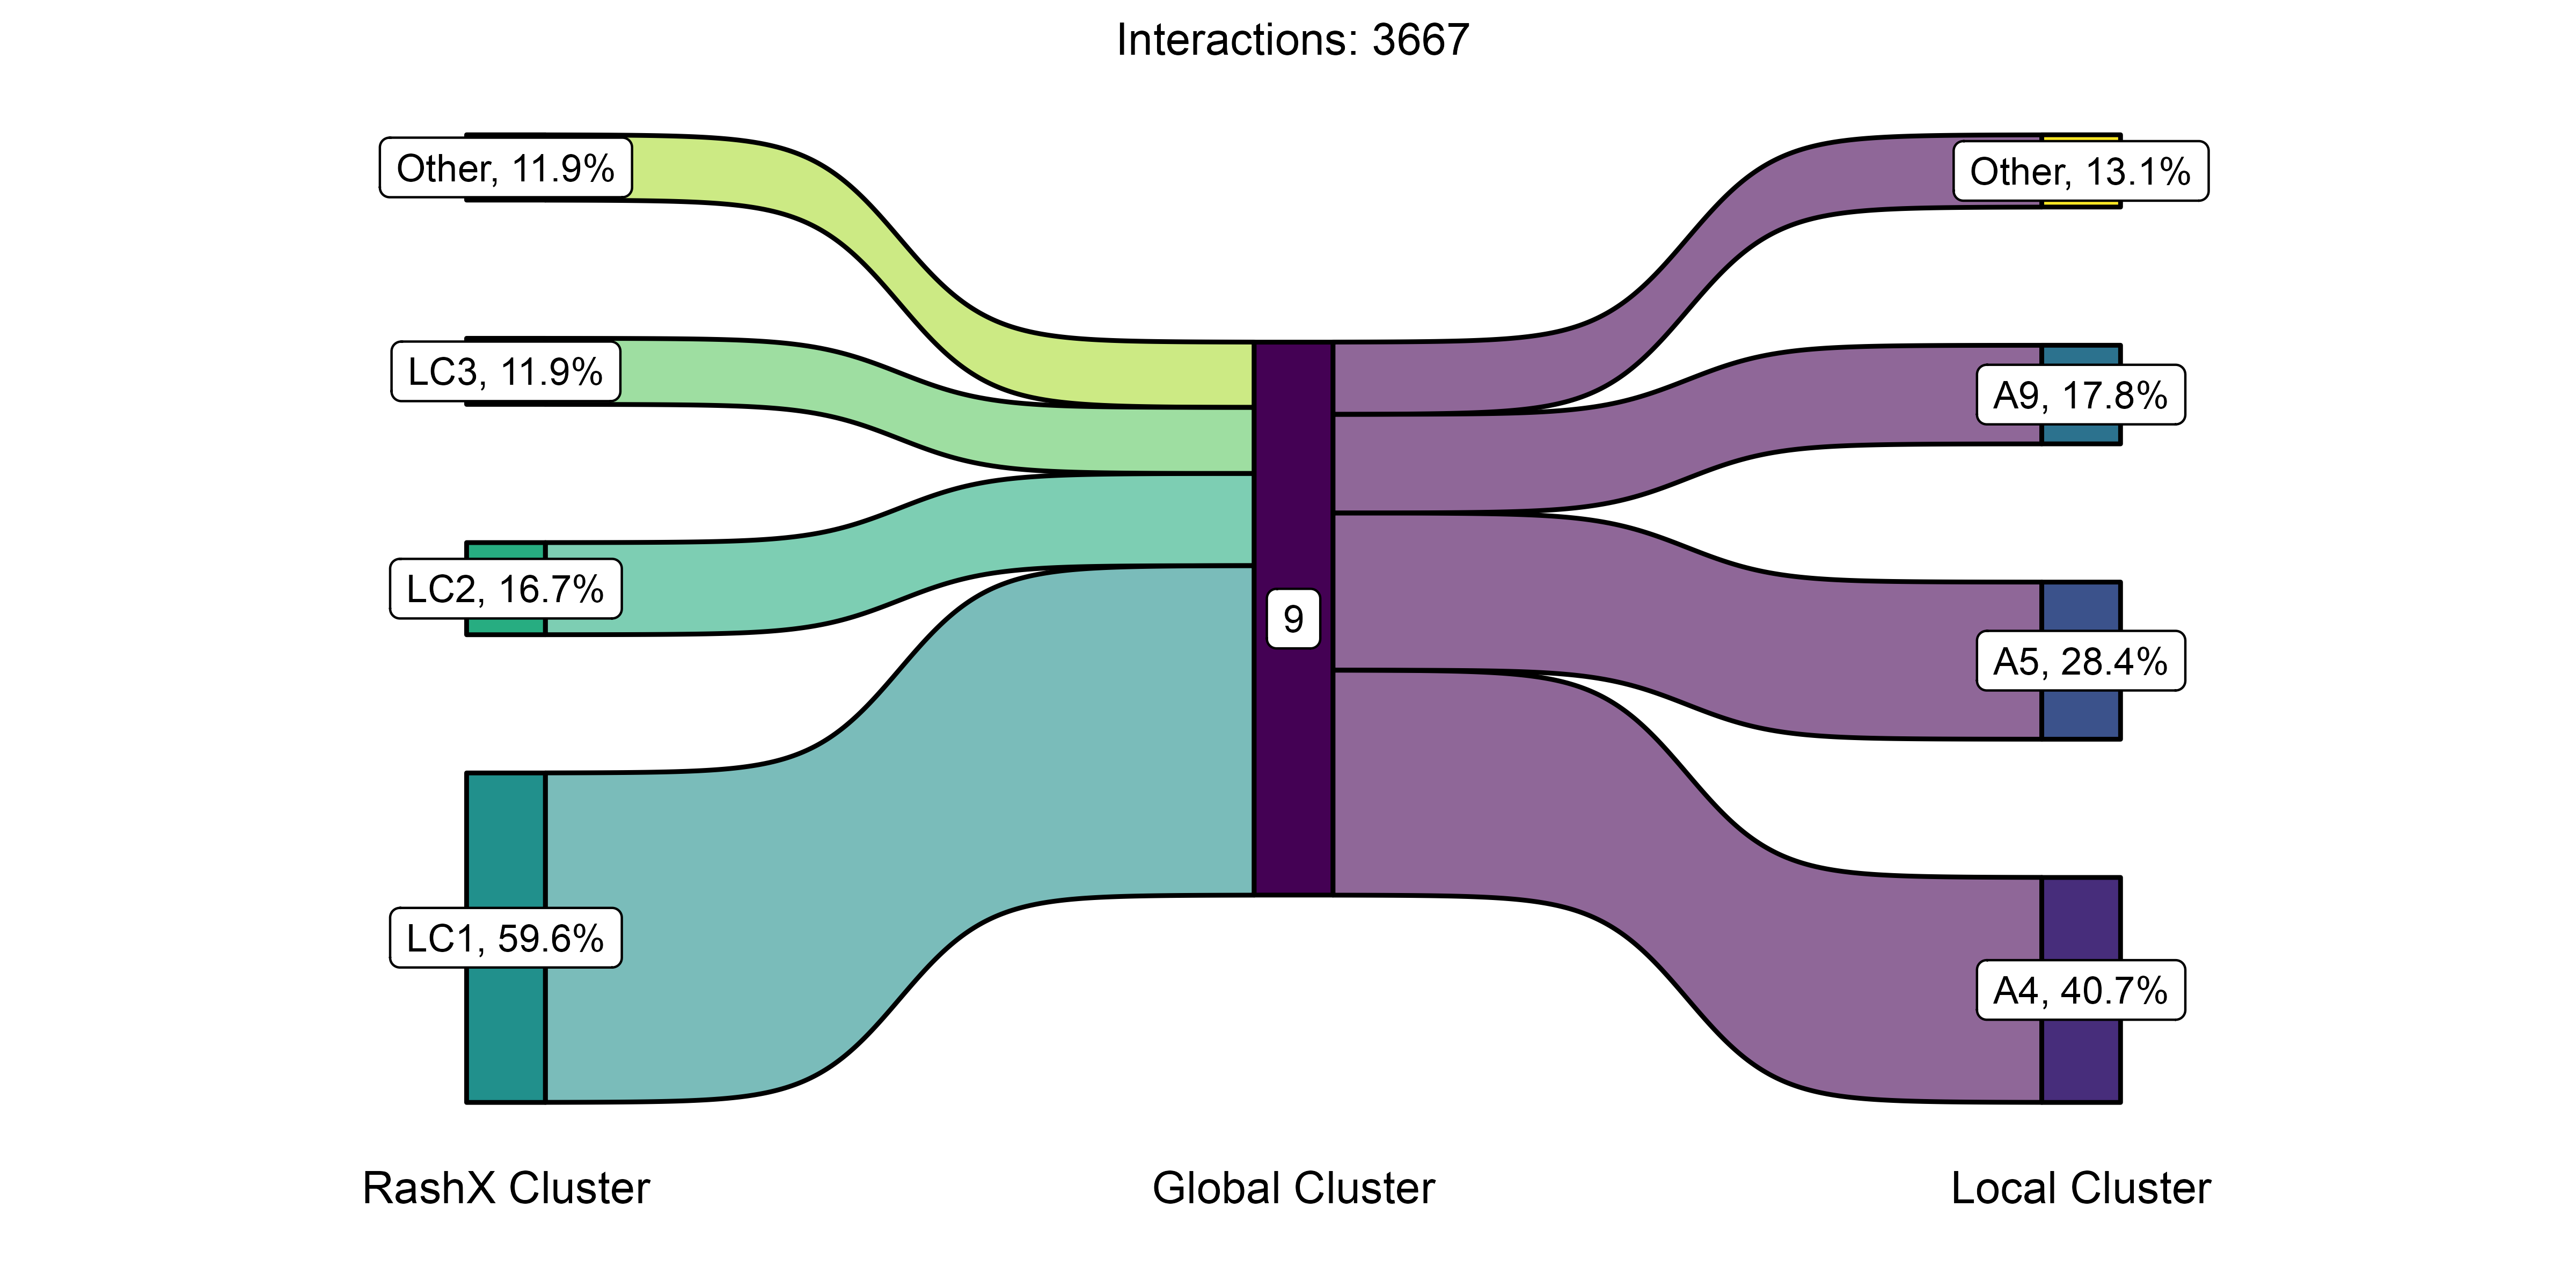 Interactions: 3667
Other, 11.9%
LC3, 11.9%
LC2, 16.7%
LC1, 59.6%
9
Other, 13.1%
A9, 17.8%
A5, 28.4%
A4, 40.7%
RashX Cluster
Global Cluster
Local Cluster